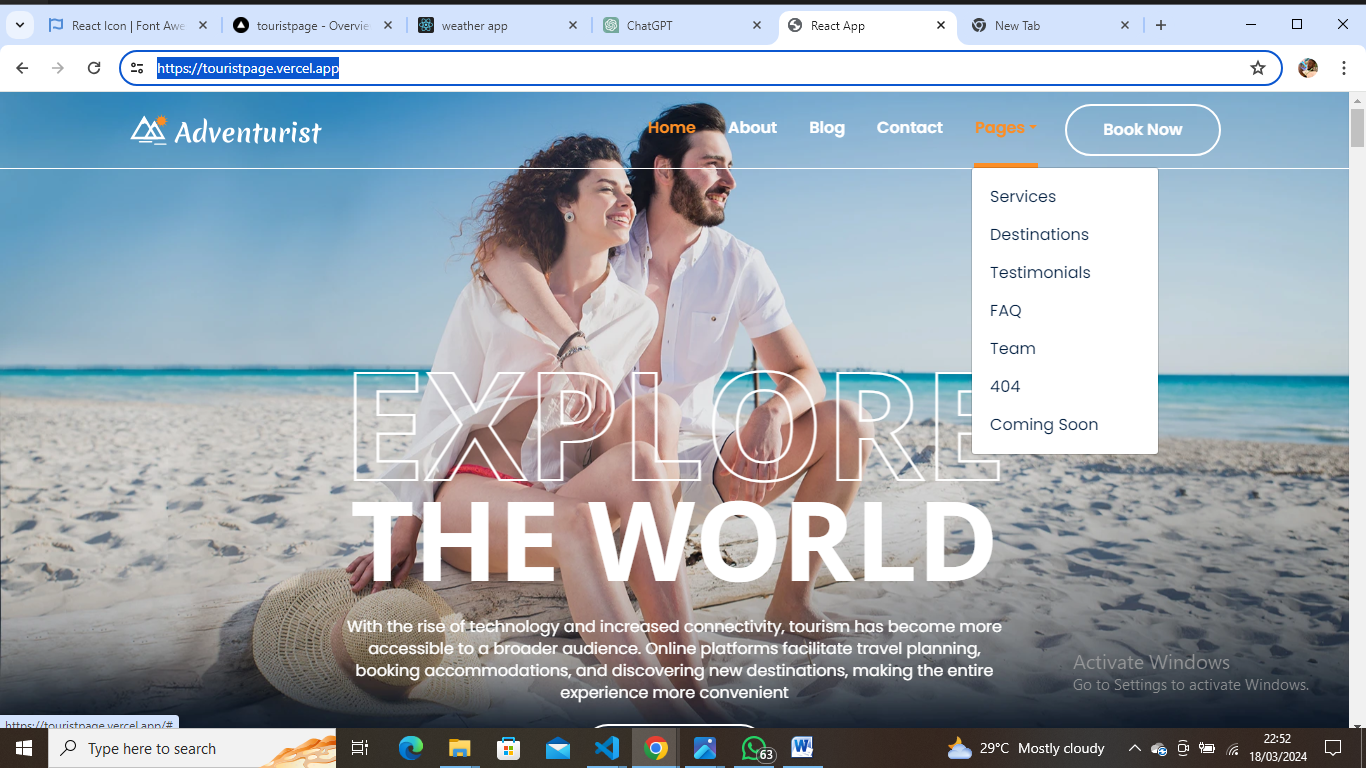 React Icon | Font Awe
touristpage - Overvie
weather app
ChatGPT
React App
New Tab
https://touristpage.vercel.app
Adventurist
Home
About
Blog
Contact
Pages
Book Now
Services
Destinations
Testimonials
FAQ
Team
404
Coming Soon
EXPLORE
THE WORLD
With the rise of technology and increased connectivity, tourism has become more
accessible to a broader audience. Online platforms facilitate travel planning,
booking accommodations, and discovering new destinations, making the entire
experience more convenient
Activate Windows
Go to Settings to activate Windows.
https://touristpage.vercel.app/#
Type here to search
63
29°C Mostly cloudy
22:52
18/03/2024